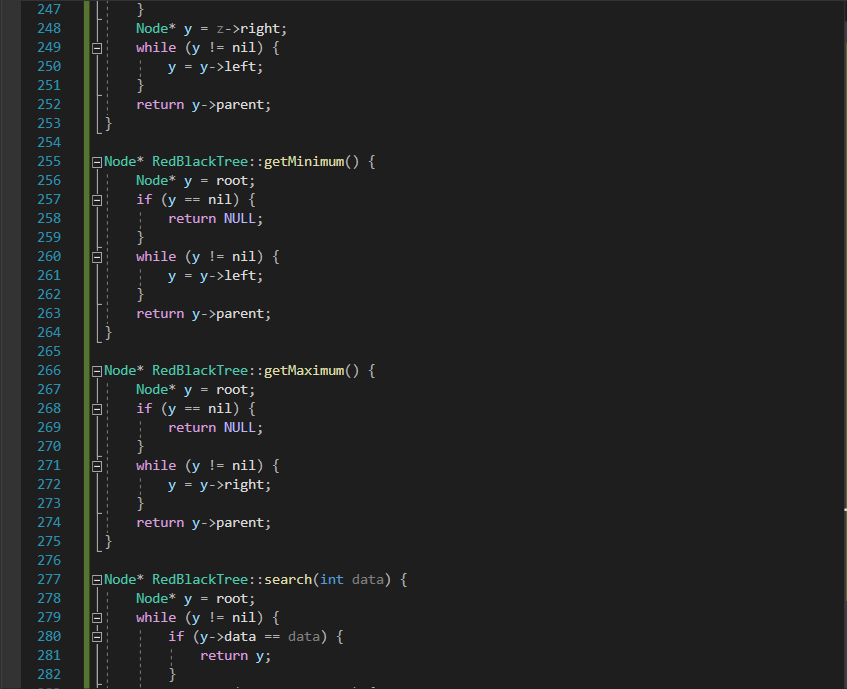 247 }
248 Node* y = z->right;
249 while (y != nil) {
250 y = y->left;
251 }
252 return y->parent;
253 }
254
255 Node* RedBlackTree::getMinimum() {
256 Node* y = root;
257 if (y == nil) {
258 return NULL;
259 }
260 while (y != nil) {
261 y = y->left;
262 }
263 return y->parent;
264 }
265
266 Node* RedBlackTree::getMaximum() {
267 Node* y = root;
268 if (y == nil) {
269 return NULL;
270 }
271 while (y != nil) {
272 y = y->right;
273 }
274 return y->parent;
275 }
276
277 Node* RedBlackTree::search(int data) {
278 Node* y = root;
279 while (y != nil) {
280 if (y->data == data) {
281 return y;
282 }